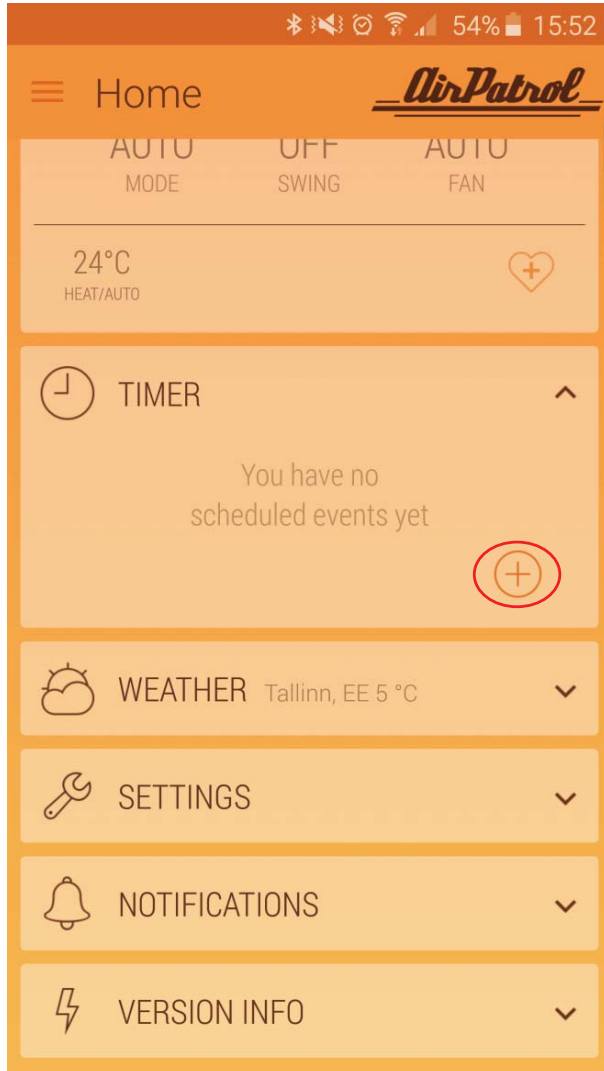 54% 15:52
Home AirPatrol
AUTO OFF AUTO
MODE SWING FAN
24°C
HEAT/AUTO
TIMER
You have no
scheduled events yet
WEATHER Tallinn, EE 5 °C
SETTINGS
NOTIFICATIONS
VERSION INFO